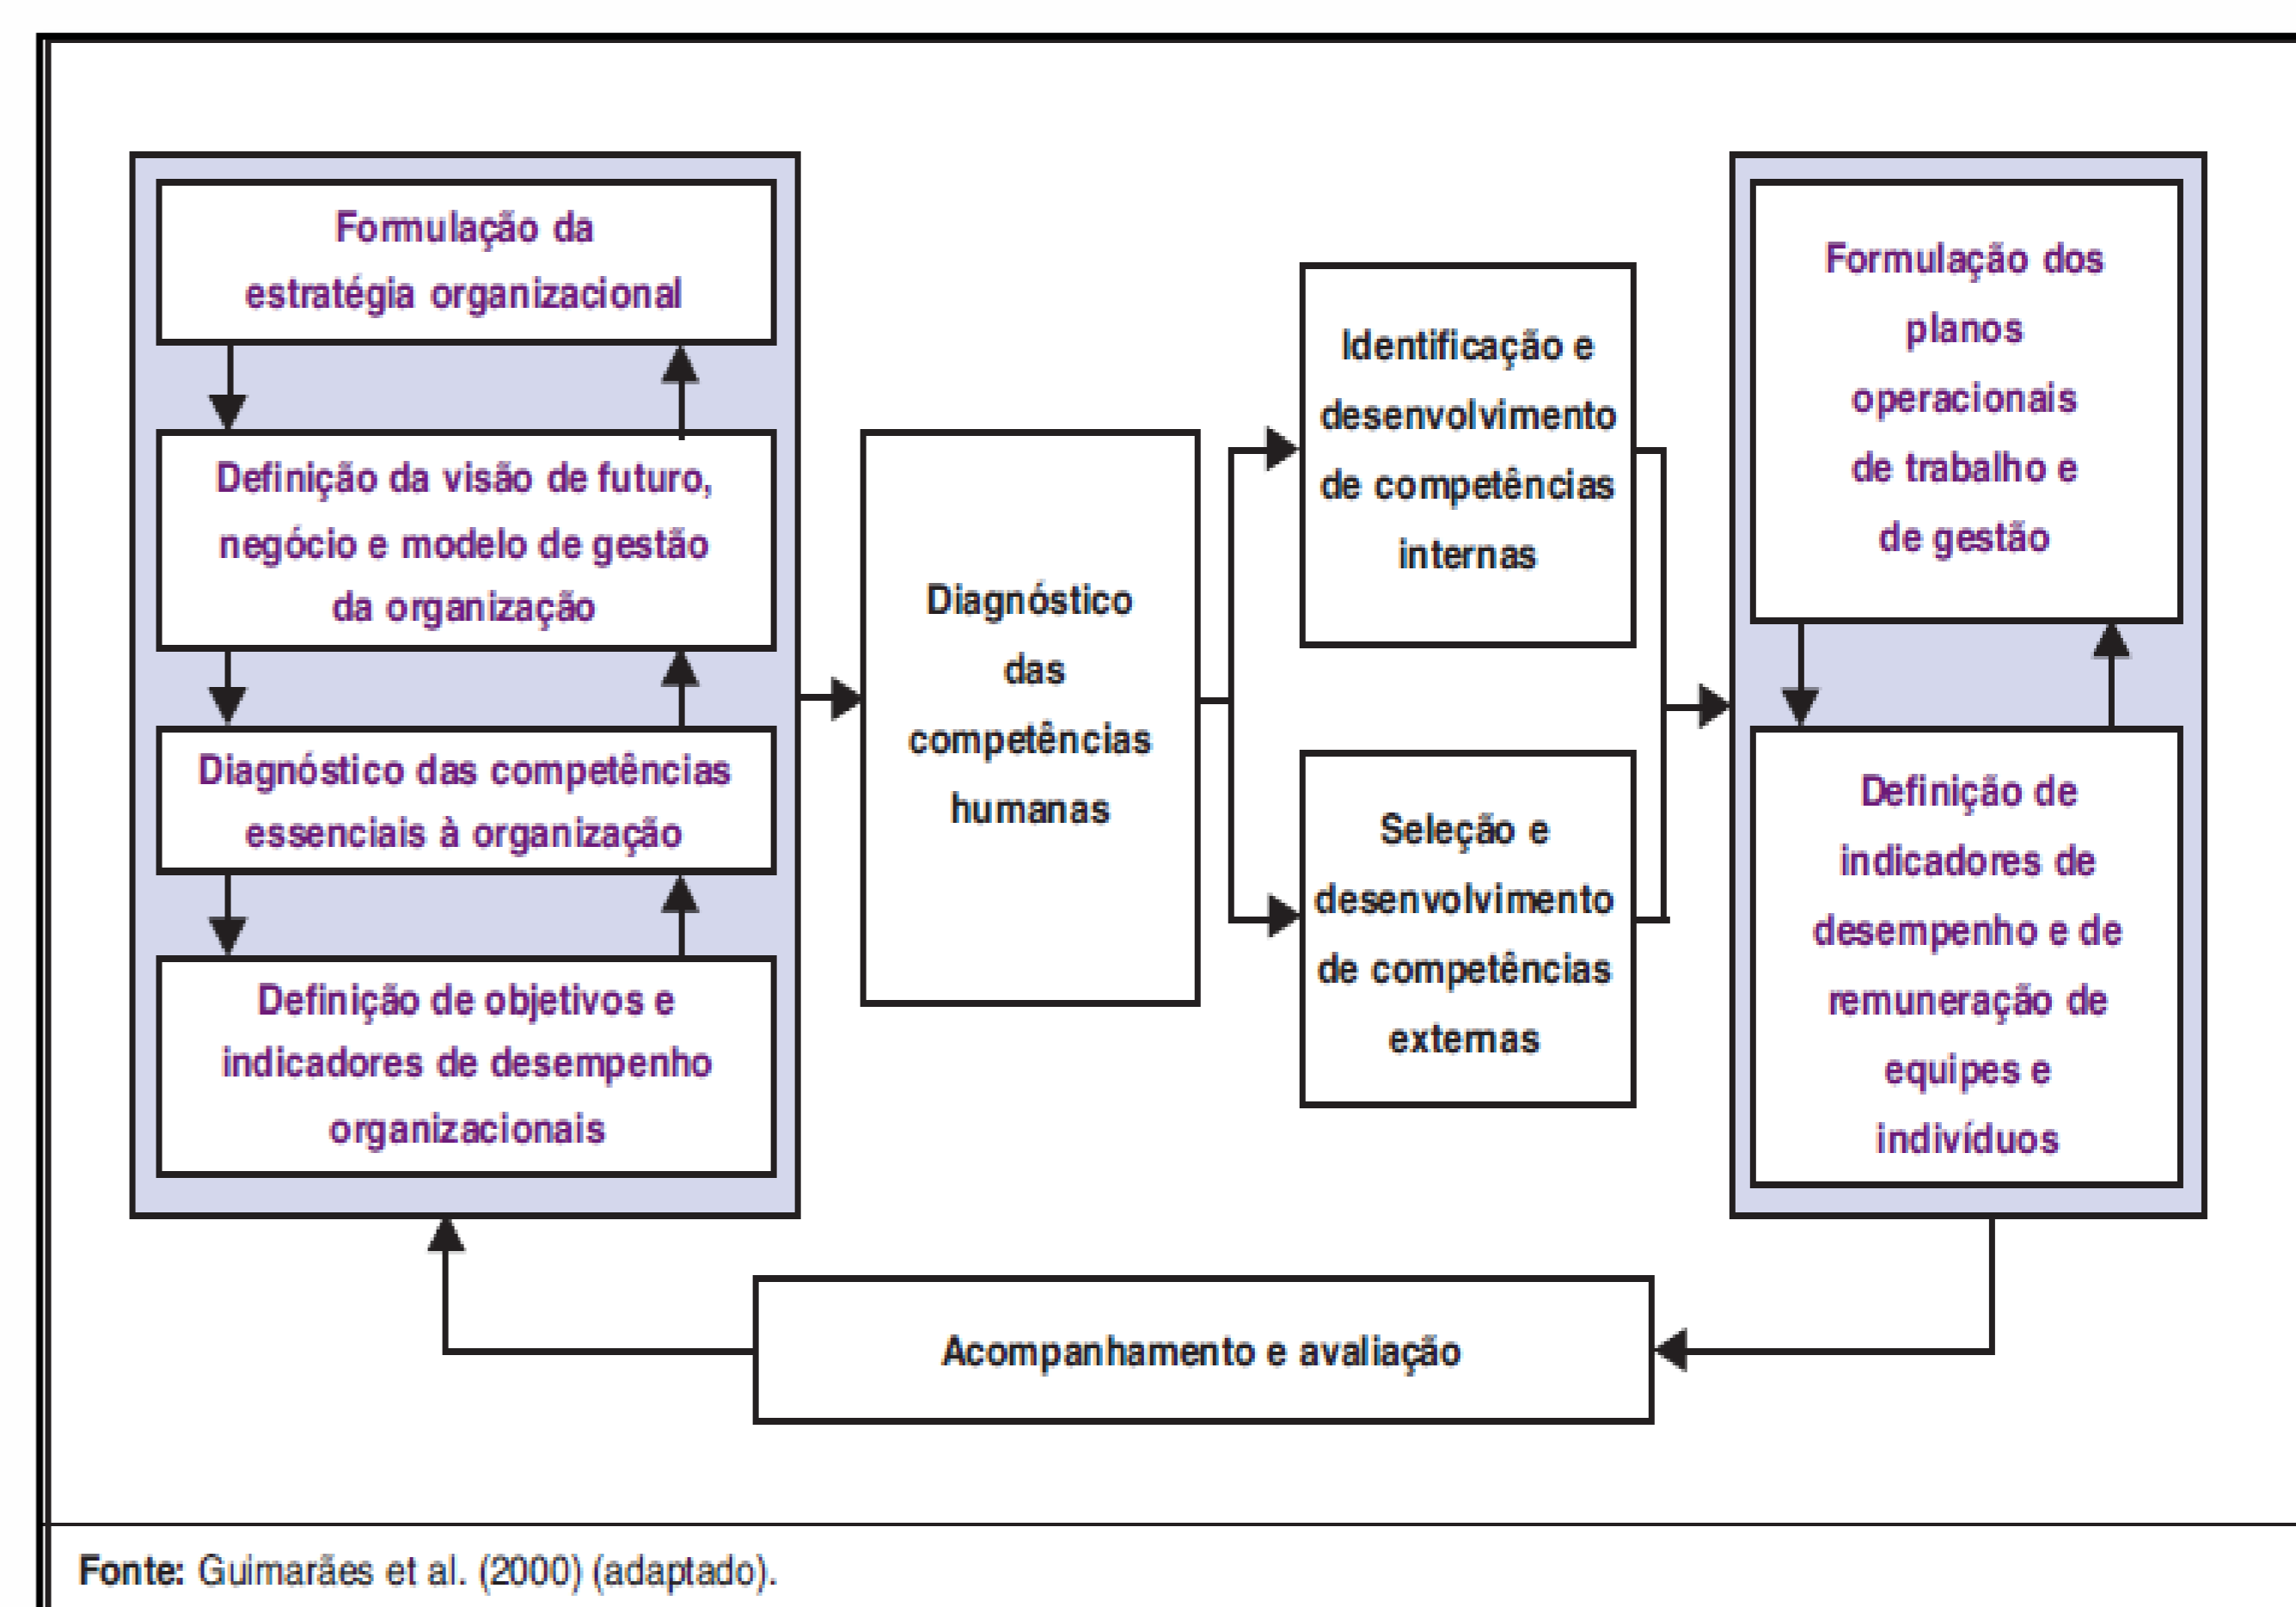 Formulação da
estratégia organizacional
Definição da visão de futuro,
negócio e modelo de gestão
da organização
Diagnóstico das competências
essenciais à organização
Definição de objetivos e
indicadores de desempenho
organizacionais
Diagnóstico
das
competências
humanas
Identificação e
desenvolvimento
de competências
internas
Seleção e
desenvolvimento
de competências
externas
Formulação dos
planos
operacionais
de trabalho e
de gestão
Definição de
indicadores de
desempenho e de
remuneração de
equipes e
indivíduos
Acompanhamento e avaliação
Fonte: Guimarães et al. (2000) (adaptado).